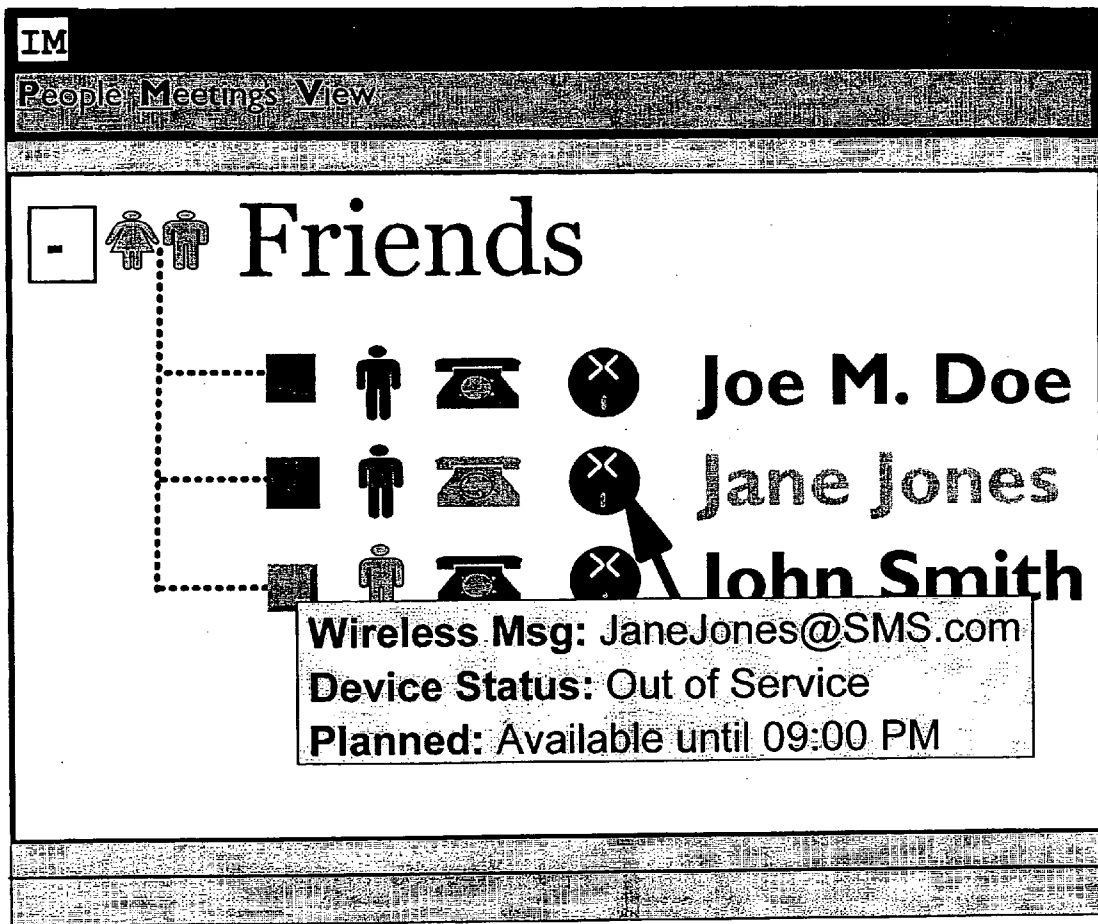 IM
People Meetings View
- Friends
Joe M. Doe
Jane Jones
John Smith
Wireless Msg: JaneJones@SMS.com
Device Status: Out of Service
Planned: Available until 09:00 PM